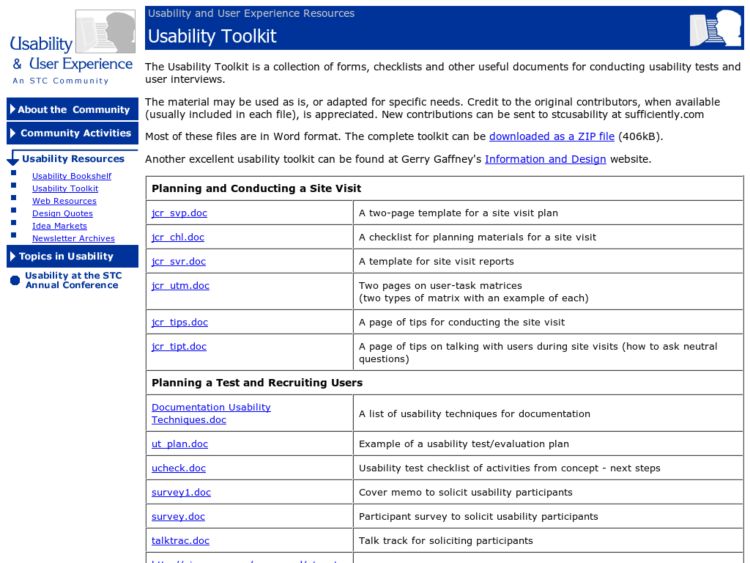 Usability
& User Experience
An STC Community
About the Community
Community Activities
Usability Resources
Usability Bookshelf
Usability Toolkit
Web Resources
Design Quotes
Idea Markets
Newsletter Archives
Topics in Usability
Usability at the STC
Annual Conference
Usability and User Experience Resources
Usability Toolkit
The Usability Toolkit is a collection of forms, checklists and other useful documents for conducting usability tests and
user interviews.
The material may be used as is, or adapted for specific needs. Credit to the original contributors, when available
(usually included in each file), is appreciated. New contributions can be sent to stcusability at sufficiently.com
Most of these files are in Word format. The complete toolkit can be downloaded as a ZIP file (406kB).
Another excellent usability toolkit can be found at Gerry Gaffney's Information and Design website.
Planning and Conducting a Site Visit
jcr_svp.doc A two-page template for a site visit plan
jcr_chl.doc A checklist for planning materials for a site visit
jcr_svr.doc A template for site visit reports
jcr_utm.doc Two pages on user-task matrices
(two types of matrix with an example of each)
jcr_tips.doc A page of tips for conducting the site visit
jcr_tipt.doc A page of tips on talking with users during site visits (how to ask neutral
questions)
Planning a Test and Recruiting Users
Documentation Usability
Techniques.doc A list of usability techniques for documentation
ut_plan.doc Example of a usability test/evaluation plan
ucheck.doc Usability test checklist of activities from concept - next steps
survey1.doc Cover memo to solicit usability participants
survey.doc Participant survey to solicit usability participants
talktrac.doc Talk track for soliciting participants